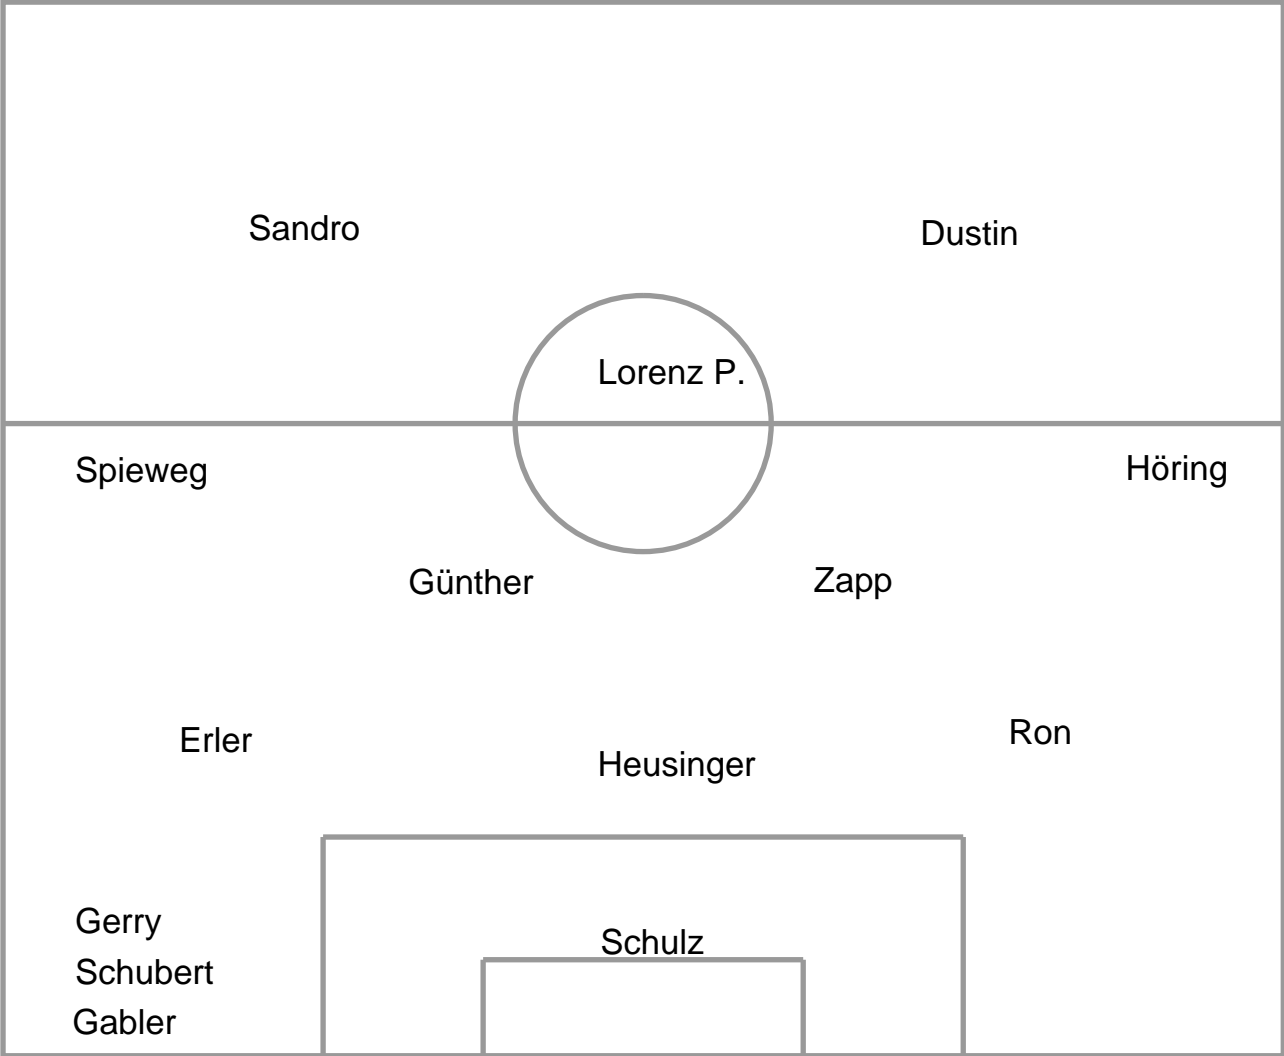 Sandro
Dustin
Lorenz P.
Spieweg
Höring
Günther
Zapp
Erler
Heusinger
Ron
Gerry
Schulz
Schubert
Gabler